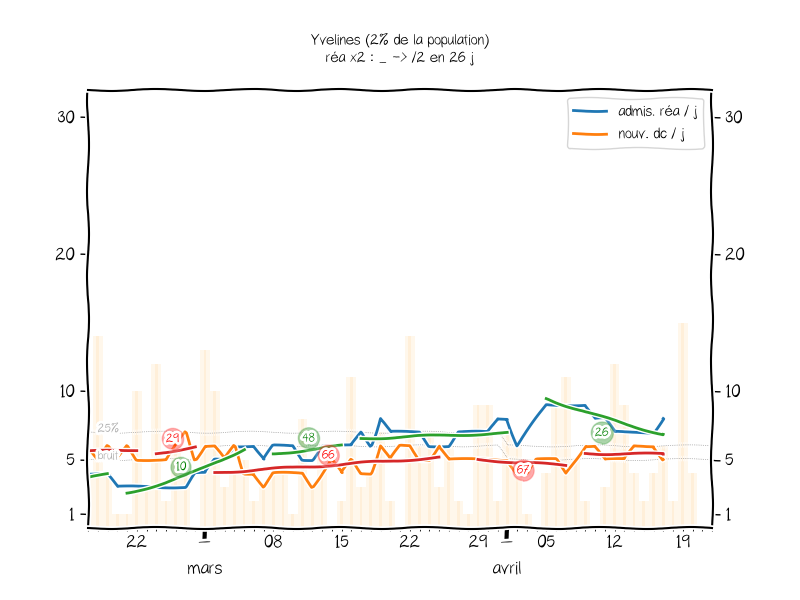 Yvelines (2% de la population)
réa x2 : _ -> /2 en 26 j
admis. réa / j
nouv. dc / j
30 30
20 20
10 10
5 5
1 1
25%
bruit?
29
10
48
66
67
26
22 08 15 22 29 05 12 19
mars avril